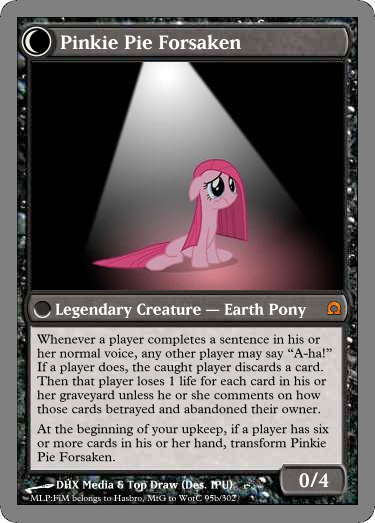 Pinkie Pie Forsaken
Legendary Creature — Earth Pony
Whenever a player completes a sentence in his or
her normal voice, any other player may say “A-ha!”
If a player does, the caught player discards a card.
Then that player loses 1 life for each card in his or
her graveyard unless he or she comments on how
those cards betrayed and abandoned their owner.
At the beginning of your upkeep, if a player has six
or more cards in his or her hand, transform Pinkie
Pie Forsaken.
DHX Media & Top Draw (Des. IPU)
0/4
MLP:FiM belongs to Hasbro, MtG to WotC 95b/302